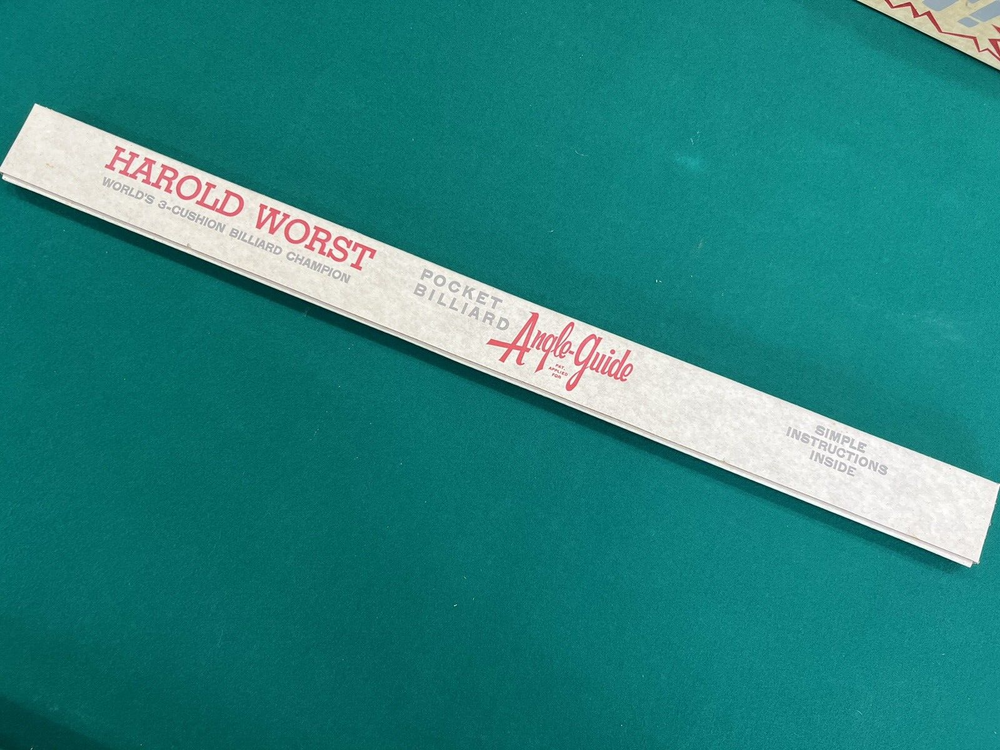 HAROLD WORST
WORLD'S 3-CUSHION BILLIARD CHAMPION
POCKET
BILLIARD
Angle-Guide
PAT.
APPLIED
FOR
SIMPLE
INSTRUCTIONS
INSIDE